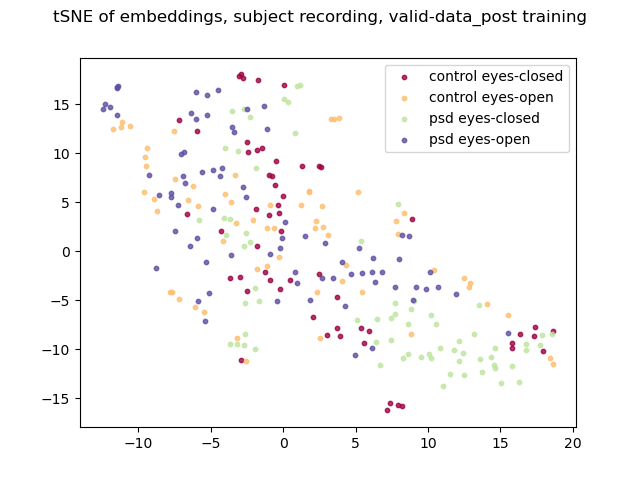 tSNE of embeddings, subject recording, valid-data_post training
control eyes-closed
control eyes-open
psd eyes-closed
psd eyes-open
15
10
5
0
−5
−10
−15
−10
−5
0
5
10
15
20